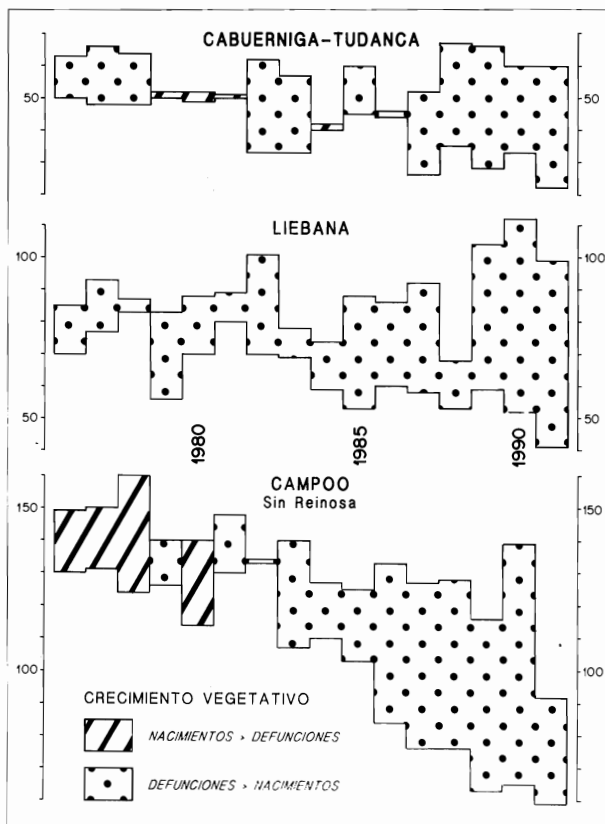 CABUERNIGA-TUDANCA
50 50
LIEBANA
100 100
50 50
1980 1985 1990
CAMPOO
Sin Reinosa
150 150
100 100
CRECIMIENTO VEGETATIVO
NACIMIENTOS > DEFUNCIONES
DEFUNCIONES > NACIMIENTOS